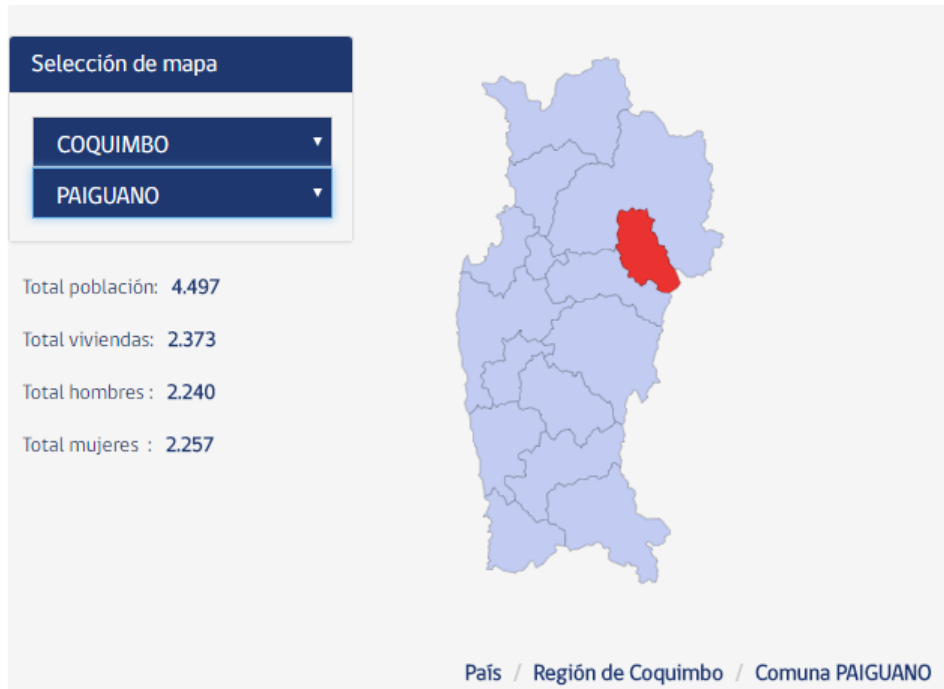 Selección de mapa
COQUIMBO
PAIGUANO
Total población: 4.497
Total viviendas: 2.373
Total hombres : 2.240
Total mujeres : 2.257
País / Región de Coquimbo / Comuna PAIGUANO